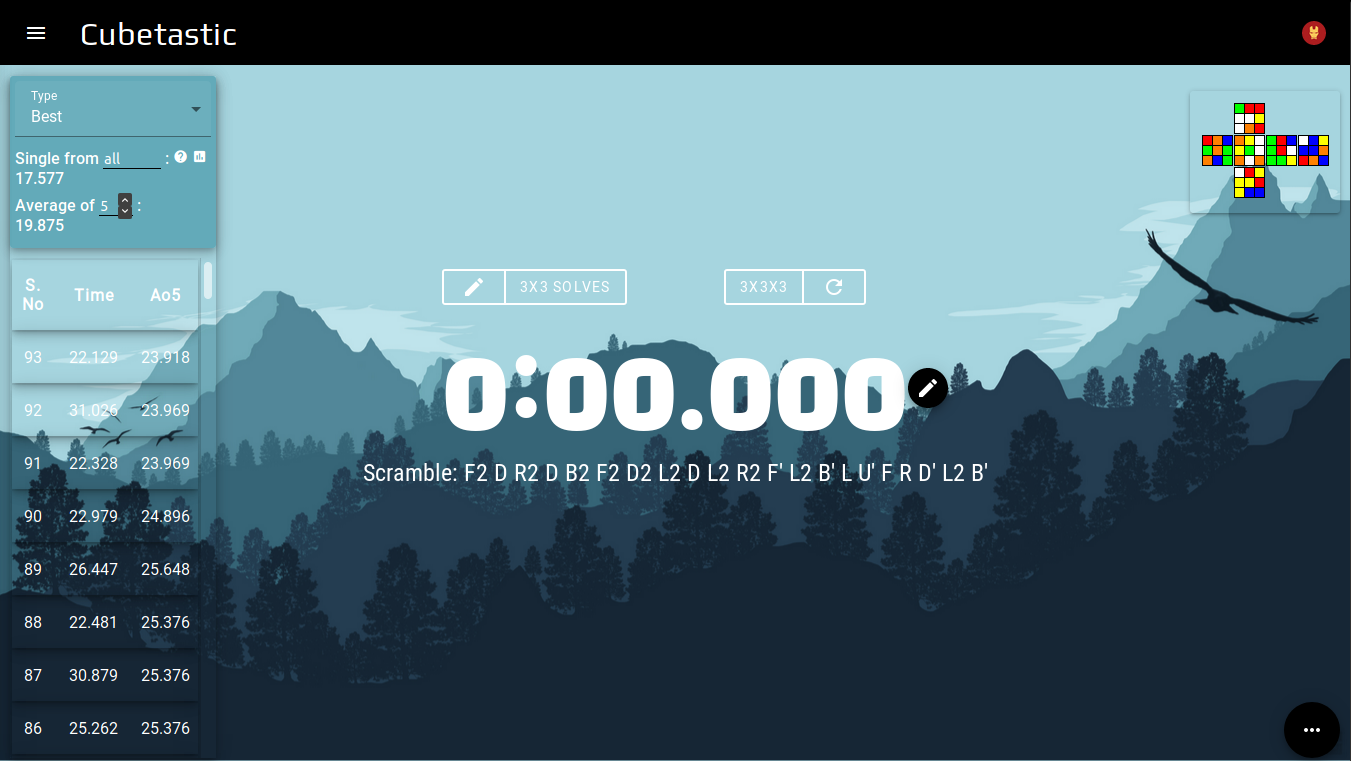 Cubetastic
Type
Best
Single from all :
17.577
Average of 5 :
19.875
S. No Time Ao5
93 22.129 23.918
92 31.026 23.969
91 22.328 23.969
90 22.979 24.896
89 26.447 25.648
88 22.481 25.376
87 30.879 25.376
86 25.262 25.376
3X3 SOLVES
3X3X3
0:00.000
Scramble: F2 D R2 D B2 F2 D2 L2 D L2 R2 F' L2 B' L U' F R D' L2 B'